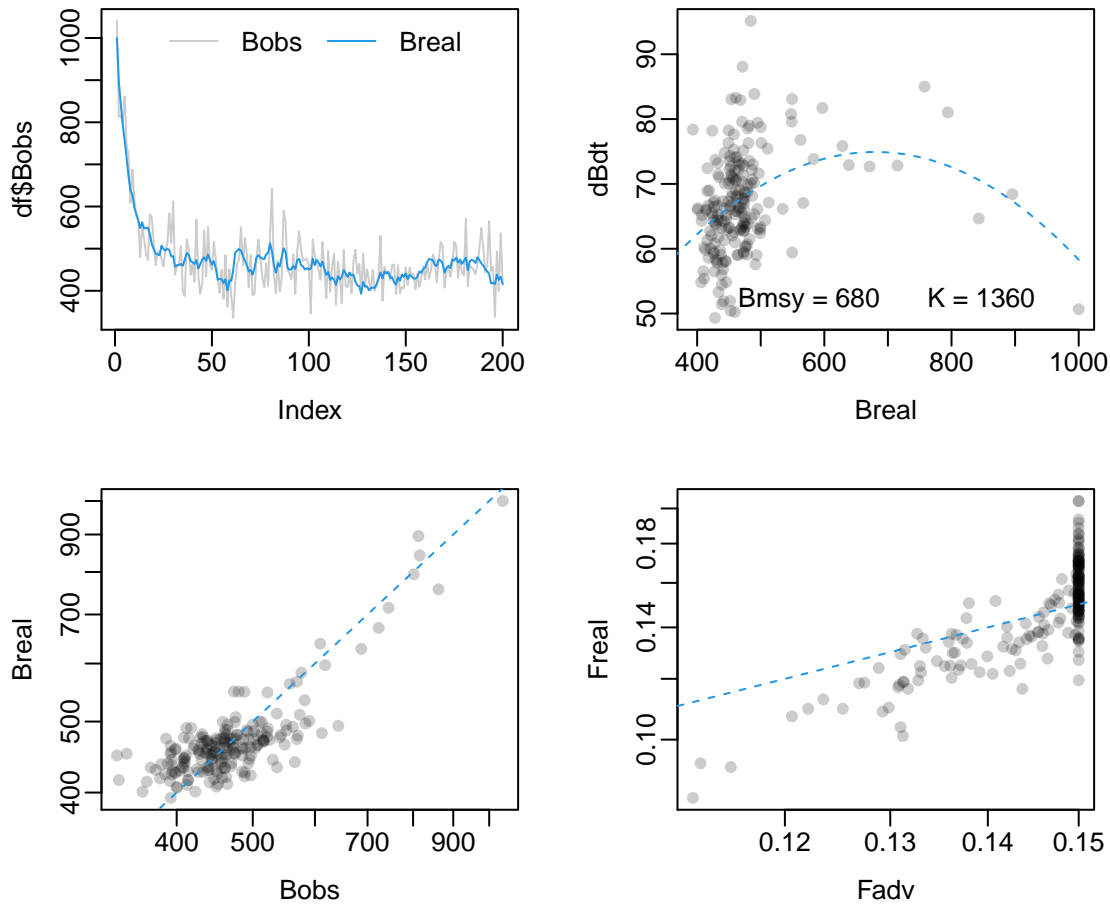 Bobs Breal
df$Bobs
400 600 800 1000
0 50 100 150 200
Index
Bmsy = 680 K = 1360
dBdt
50 60 70 80 90
400 600 800 1000
Breal
Breal
400 500 700 900
400 500 700 900
Bobs
Freal
0.10 0.14 0.18
0.12 0.13 0.14 0.15
Fadv